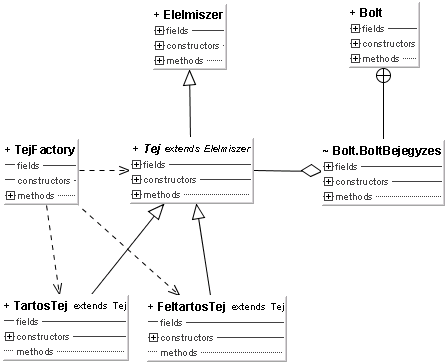 + Elelmiszer
fields
constructors
methods
+ Bolt
fields
constructors
methods
+ TejFactory
fields
constructors
methods
+ Tej extends Elelmiszer
fields
constructors
methods
~ Bolt.BoltBejegyzes
fields
constructors
methods
+ TartosTej extends Tej
fields
constructors
methods
+ FeltartosTej extends Tej
fields
constructors
methods